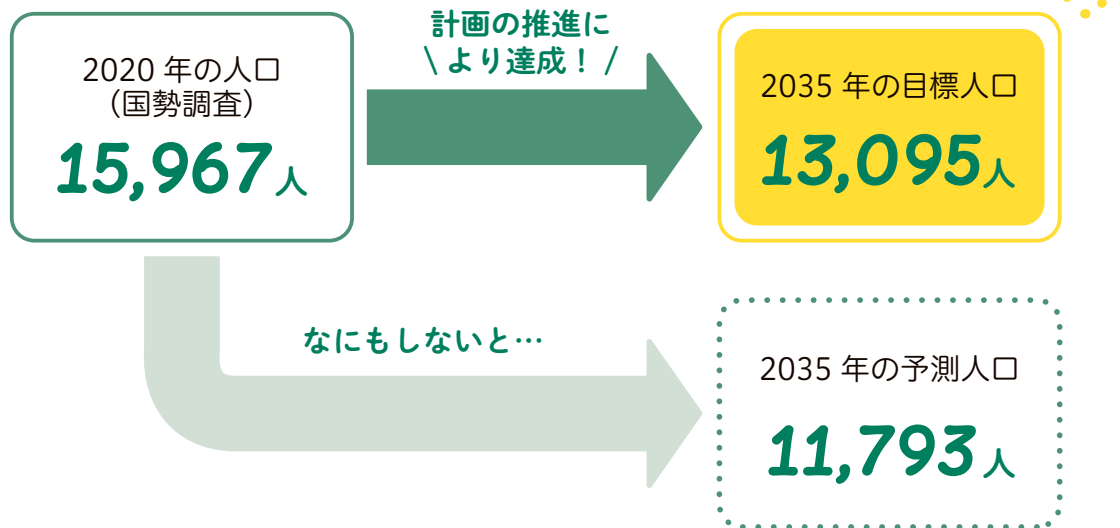 2020 年の人口
(国勢調査)
15,967人
計画の推進に
\ より達成！ /
2035 年の目標人口
13,095人
なにもしないと…
2035 年の予測人口
11,793人